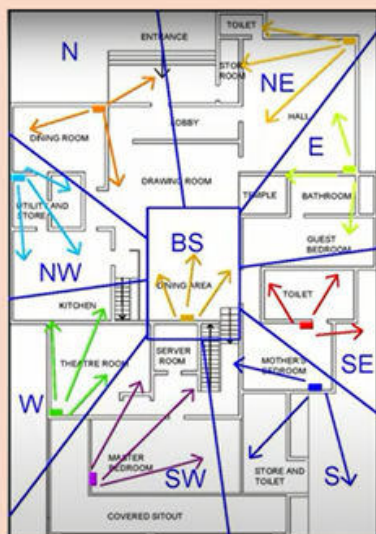 TOILET
ENTRANCE
N
STORE
ROOM
NE
HALL
LOBBY
DINING ROOM
E
DRAWING ROOM
TEMPLE
BATHROOM
UTILITY AND
STORE
GUEST
BEDROOM
BS
NW
DINING AREA
TOILET
KITCHEN
THEATRE ROOM
SERVER
ROOM
MOTHER'S
BEDROOM
SE
W
MASTER
BEDROOM
SW
STORE AND
TOILET
S
COVERED SITOUT